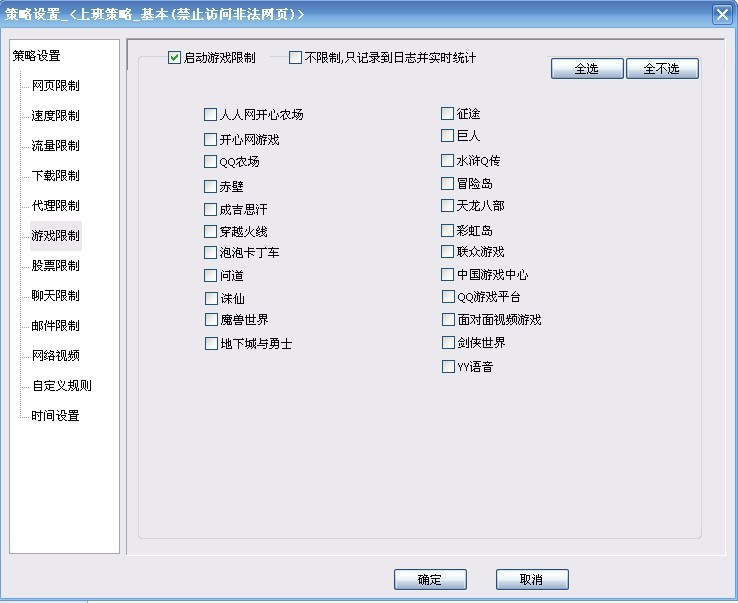 策略设置_<上班策略_基本(禁止访问非法网页)>
策略设置
网页限制
速度限制
流量限制
下载限制
代理限制
游戏限制
股票限制
聊天限制
邮件限制
网络视频
自定义规则
时间设置
启动游戏限制
不限制,只记录到日志并实时统计
全选
全不选
人人网开心农场
开心网游戏
QQ农场
赤壁
成吉思汗
穿越火线
泡泡卡丁车
问道
诛仙
魔兽世界
地下城与勇士
征途
巨人
水浒Q传
冒险岛
天龙八部
彩虹岛
联众游戏
中国游戏中心
QQ游戏平台
面对面视频游戏
剑侠世界
YY语音
确定
取消